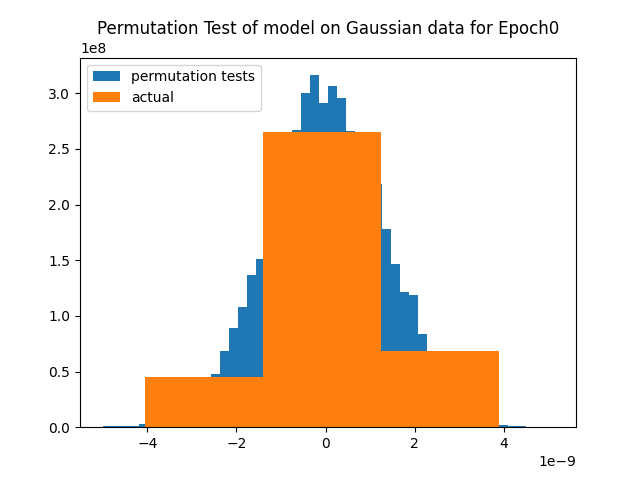 Permutation Test of model on Gaussian data for Epoch0
1e8
permutation tests
actual
3.0
2.5
2.0
1.5
1.0
0.5
0.0
−4 −2 0 2 4
1e−9